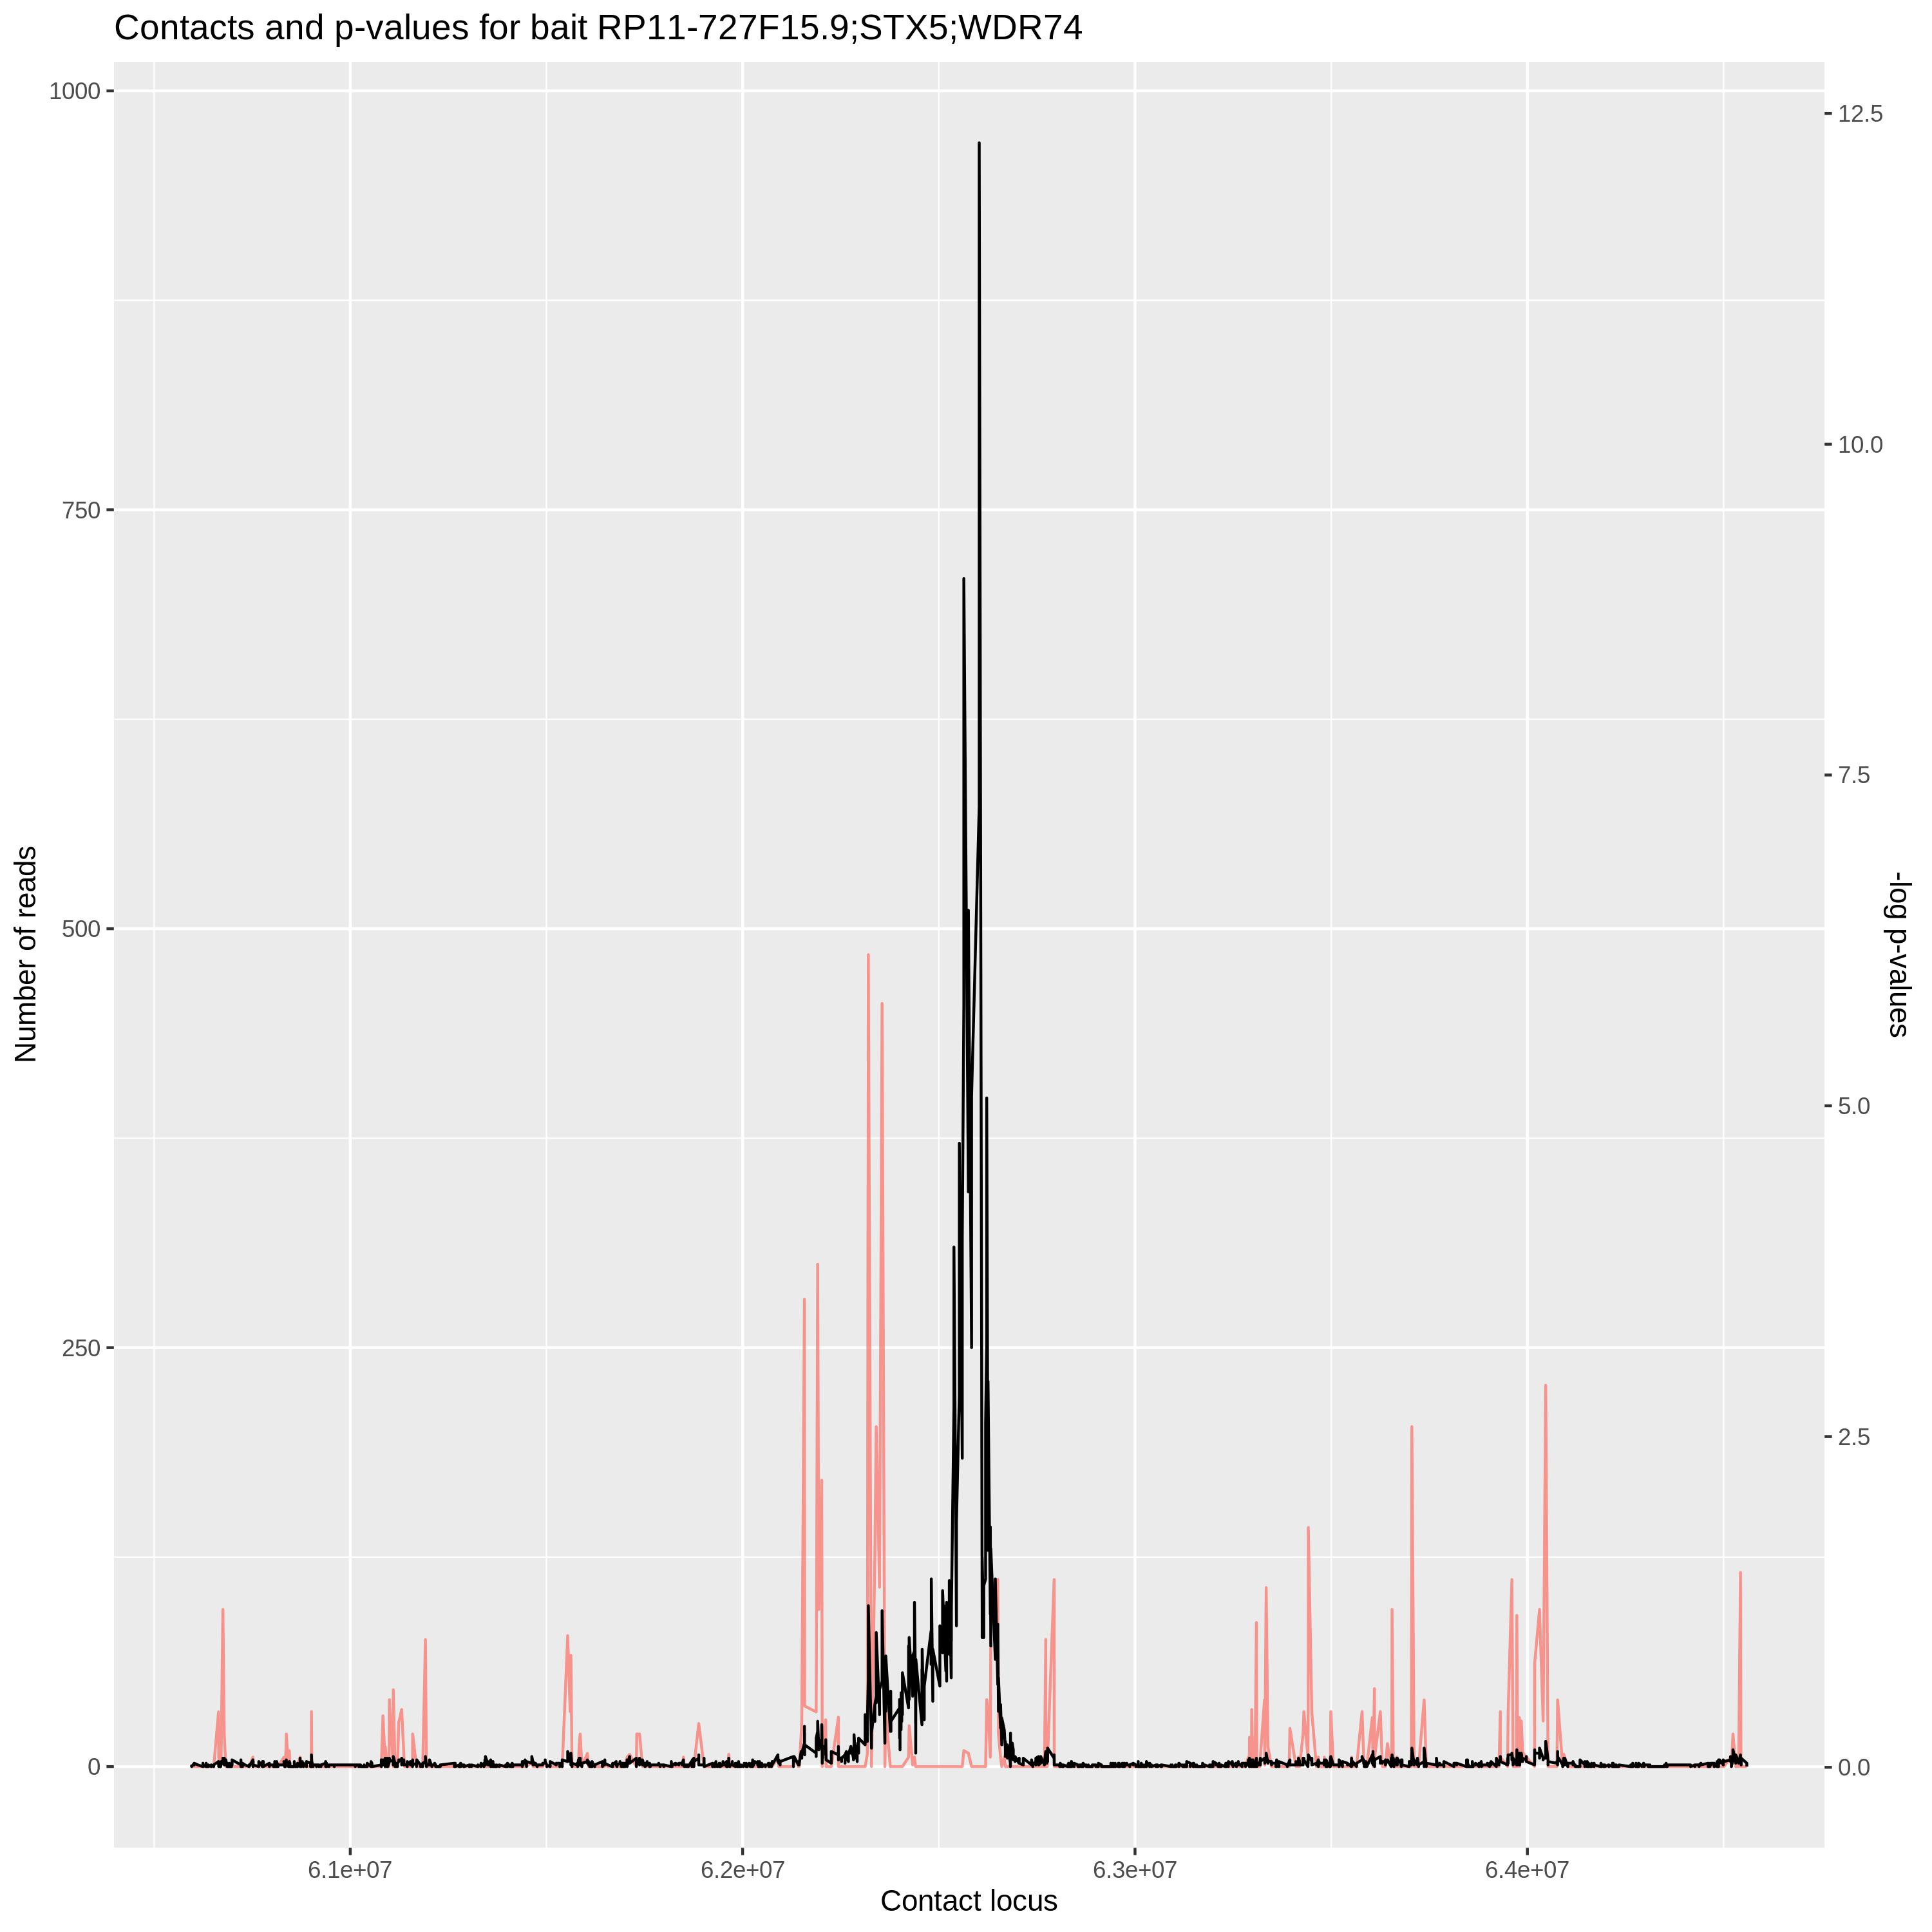 Contacts and p-values for bait RP11-727F15.9;STX5;WDR74
1000
750
500
250
0
Number of reads
12.5
10.0
7.5
5.0
2.5
0.0
-log p-values
6.1e+07
6.2e+07
6.3e+07
6.4e+07
Contact locus